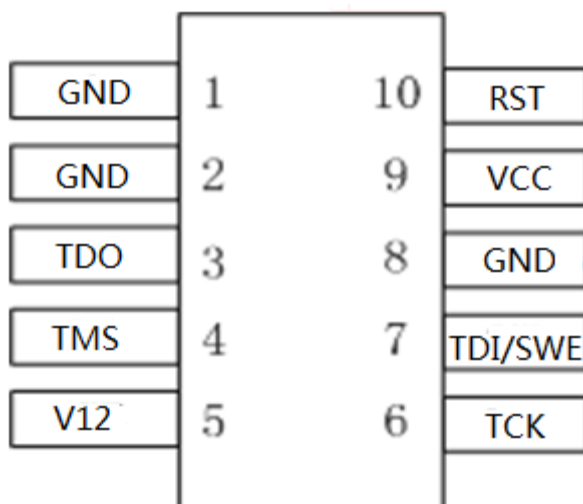 GND 1 10 RST
GND 2 9 VCC
TDO 3 8 GND
TMS 4 7 TDI/SWE
V12 5 6 TCK